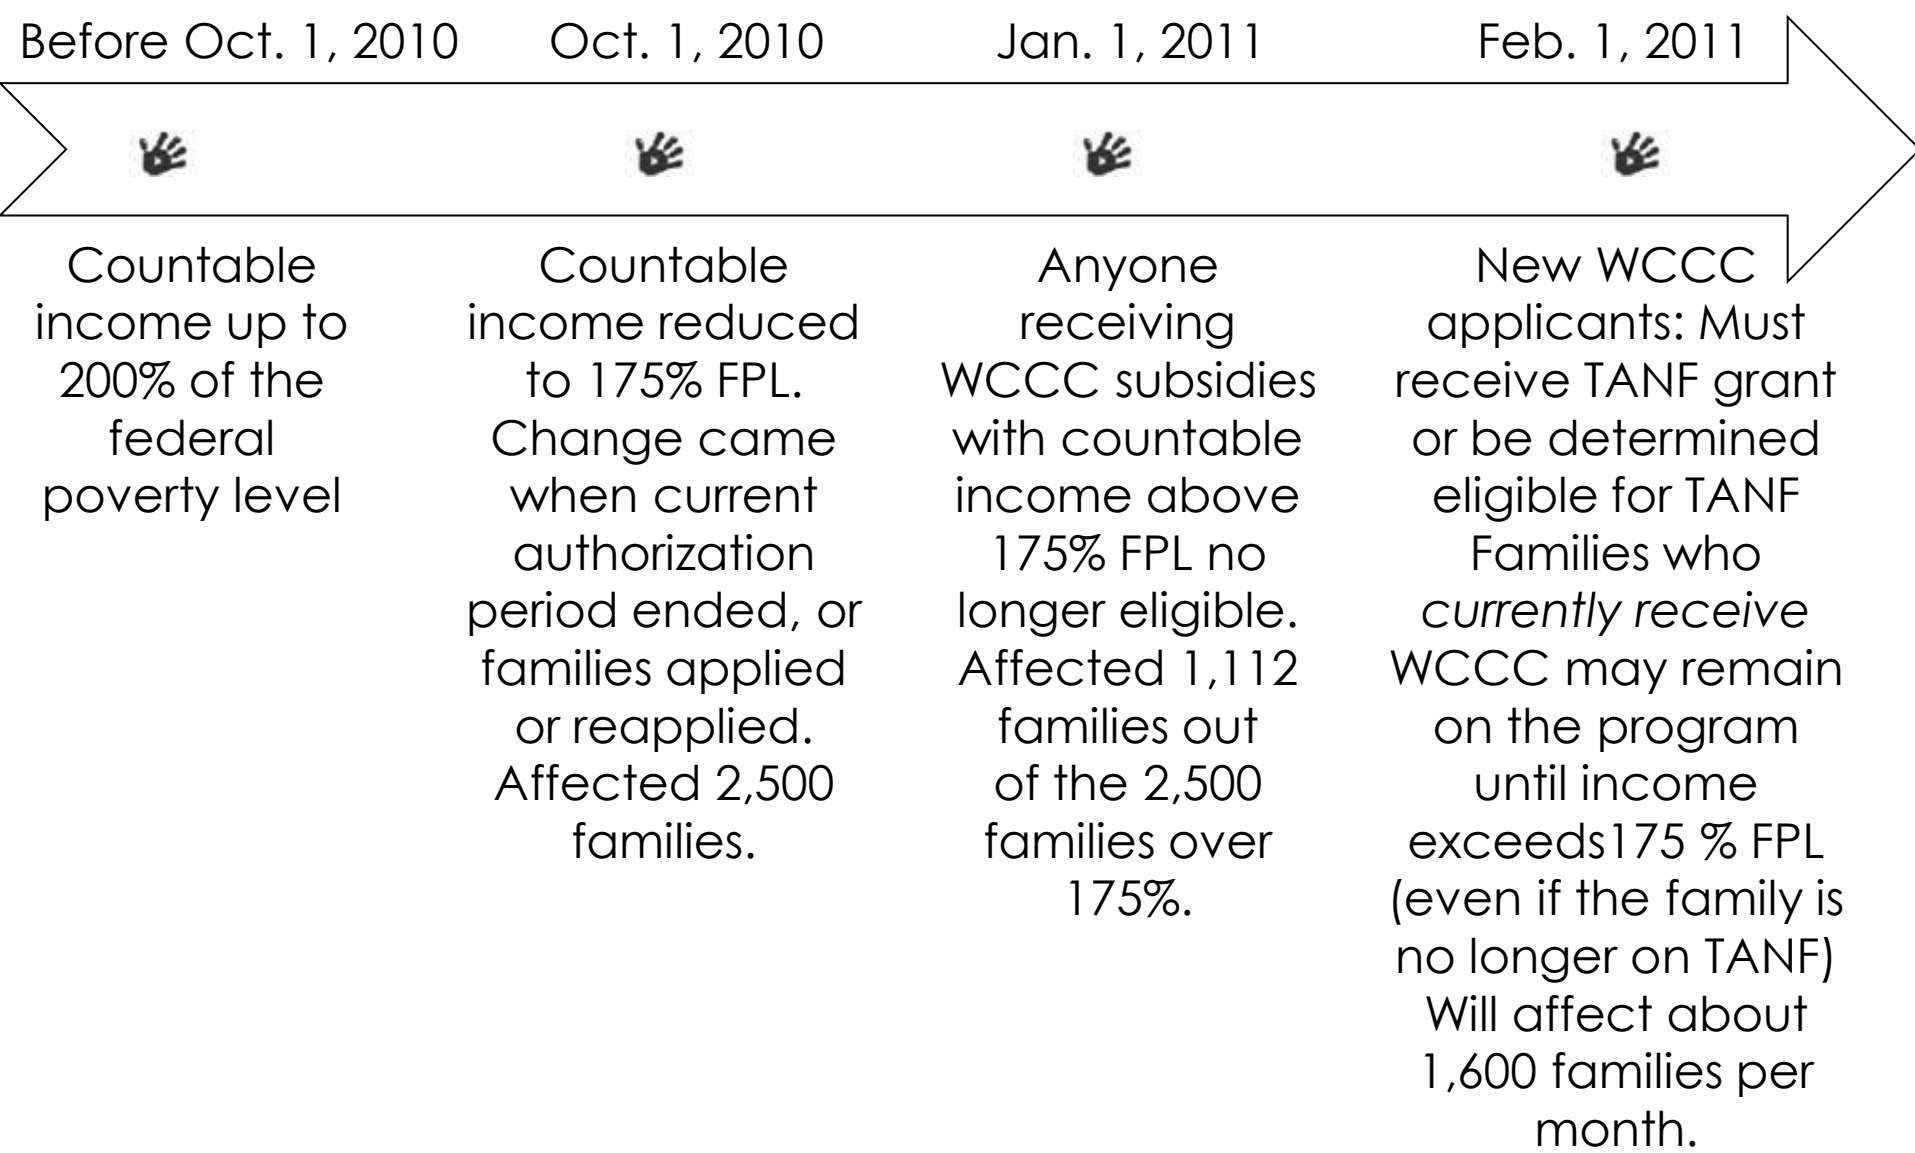 Before Oct. 1, 2010
Oct. 1, 2010
Jan. 1, 2011
Feb. 1, 2011
Countable
income up to
200% of the
federal
poverty level
Countable
income reduced
to 175% FPL.
Change came
when current
authorization
period ended, or
families applied
or reapplied.
Affected 2,500
families.
Anyone
receiving
WCCC subsidies
with countable
income above
175% FPL no
longer eligible.
Affected 1,112
families out
of the 2,500
families over
175%.
New WCCC
applicants: Must
receive TANF grant
or be determined
eligible for TANF
Families who
currently receive
WCCC may remain
on the program
until income
exceeds175 % FPL
(even if the family is
no longer on TANF)
Will affect about
1,600 families per
month.